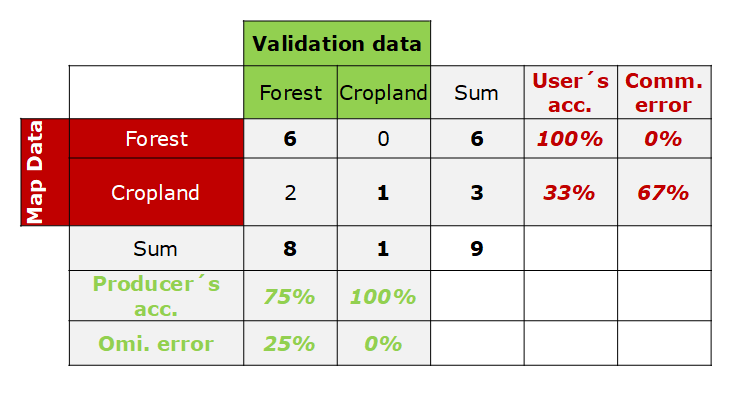 Validation data
Forest Cropland Sum User´s acc. Comm. error
Map Data
Forest 6 0 6 100% 0%
Cropland 2 1 3 33% 67%
Sum 8 1 9
Producer´s acc. 75% 100%
Omi. error 25% 0%